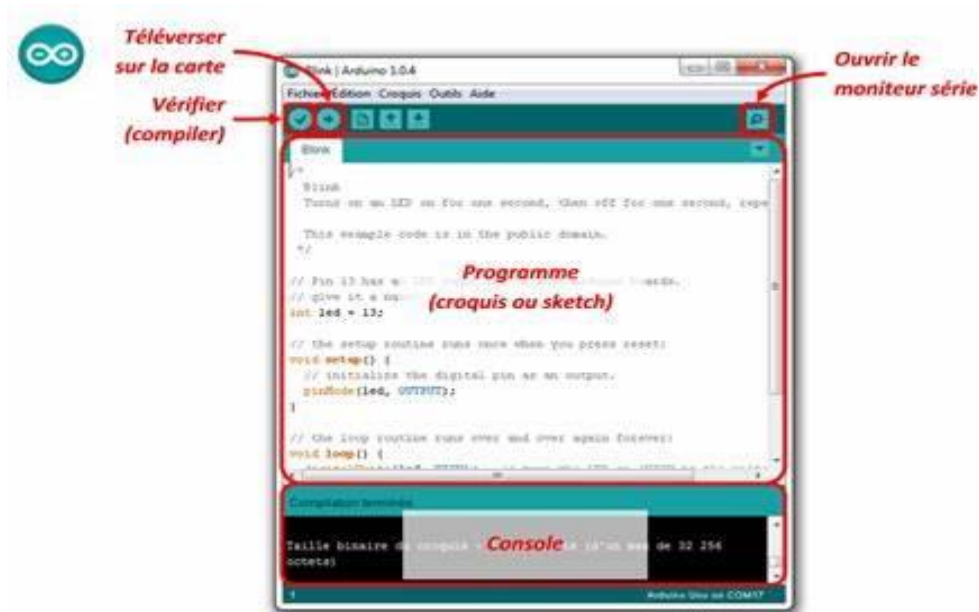 Téléverser
sur la carte
Vérifier
(compiler)
Ouvrir le
moniteur série
Blink | Arduino 1.0.4
Fichier Edition Croquis Outils Aide
Blink
/*
Blink
Turns on an LED on for one second, then off for one second, repe
This example code is in the public domain.
*/
// Pin 13 has an LED
// give it a
int led = 13;
Programme
(croquis ou sketch)
// the setup routine runs once when you press reset:
void setup() {
// initialize the digital pin as an output.
pinMode(led, OUTPUT);
}
// the loop routine runs over and over again forever:
void loop() {
Compilation terminée
Taille binaire du croquis de 32 256
octets)
Console
1
Arduino Uno on COM17